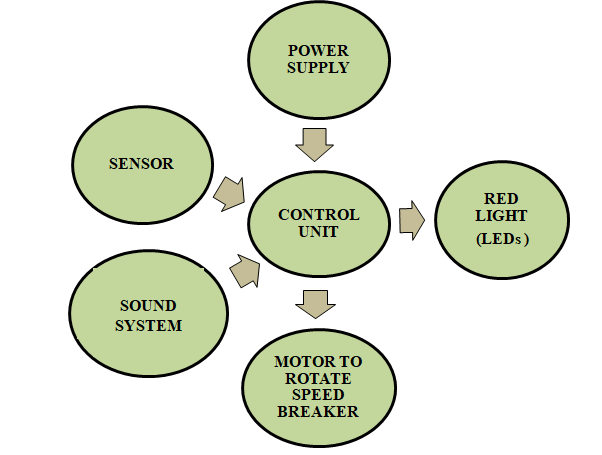 POWER
SUPPLY
SENSOR
CONTROL
UNIT
RED
LIGHT
(LEDs )
SOUND
SYSTEM
MOTOR TO
ROTATE
SPEED
BREAKER